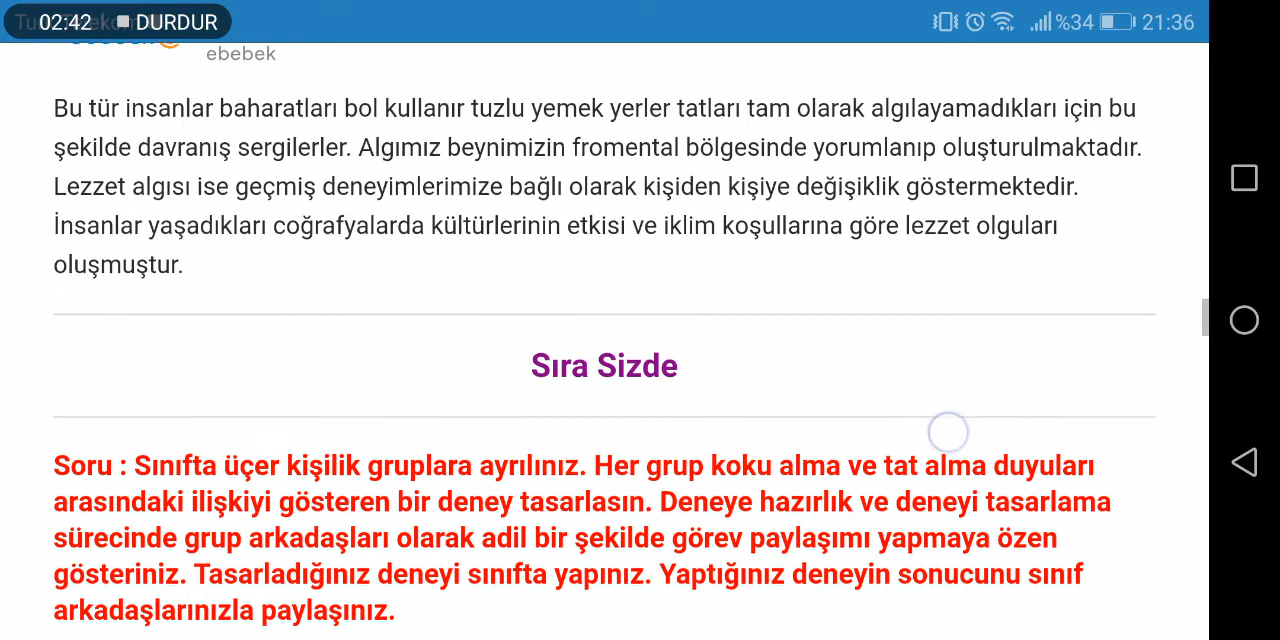 02:42 DURDUR %34 21:36
ebebek
Bu tür insanlar baharatları bol kullanır tuzlu yemek yerler tatları tam olarak algılayamadıkları için bu
şekilde davranış sergilerler. Algımız beynimizin fromental bölgesinde yorumlanıp oluşturulmaktadır.
Lezzet algısı ise geçmiş deneyimlerimize bağlı olarak kişiden kişiye değişiklik göstermektedir.
İnsanlar yaşadıkları coğrafyalarda kültürlerinin etkisi ve iklim koşullarına göre lezzet olguları
oluşmuştur.
Sıra Sizde
Soru : Sınıfta üçer kişilik gruplara ayrılınız. Her grup koku alma ve tat alma duyuları
arasındaki ilişkiyi gösteren bir deney tasarlasın. Deneye hazırlık ve deneyi tasarlama
sürecinde grup arkadaşları olarak adil bir şekilde görev paylaşımı yapmaya özen
gösteriniz. Tasarladığınız deneyi sınıfta yapınız. Yaptığınız deneyin sonucunu sınıf
arkadaşlarınızla paylaşınız.